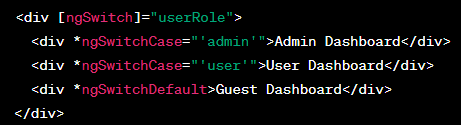 <div [ngSwitch]="userRole">
  <div *ngSwitchCase="'admin'">Admin Dashboard</div>
  <div *ngSwitchCase="'user'">User Dashboard</div>
  <div *ngSwitchDefault>Guest Dashboard</div>
</div>